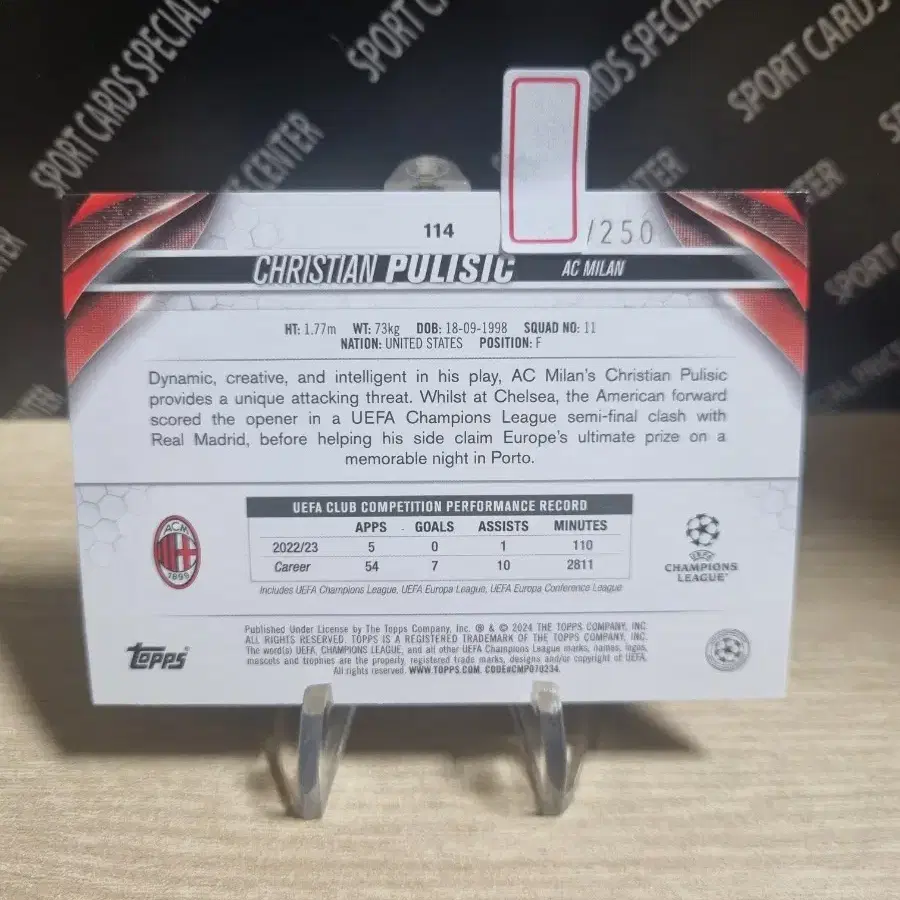 SPORT CARDS SPECIAL
SPORT C
DS SPECIAL
SPORT CARDS
CENTER
TER
SPORT
114
/250
CHRISTIAN PULISIC AC MILAN
HT: 1.77m WT: 73kg DOB: 18-09-1998 SQUAD NO: 11
NATION: UNITED STATES POSITION: F
Dynamic, creative, and intelligent in his play, AC Milan's Christian Pulisic
provides a unique attacking threat. Whilst at Chelsea, the American forward
scored the opener in a UEFA Champions League semi-final clash with
Real Madrid, before helping his side claim Europe's ultimate prize on a
memorable night in Porto.
UEFA CLUB COMPETITION PERFORMANCE RECORD
APPS GOALS ASSISTS MINUTES
2022/23 5 0 1 110
Career 54 7 10 2811
Includes UEFA Champions League, UEFA Europa League, UEFA Europa Conference League
ACM
1899
UEFA
CHAMPIONS
LEAGUE
Topps
Published Under License by The Topps Company, Inc. ® & © 2024 THE TOPPS COMPANY, INC.
ALL RIGHTS RESERVED. TOPPS IS A REGISTERED TRADEMARK OF THE TOPPS COMPANY, INC.
The word(s) UEFA, CHAMPIONS LEAGUE, and all other UEFA Champions League marks, names, logos,
mascots and trophies are the property, registered trade marks, designs and/or copyright of UEFA.
All rights reserved. WWW.TOPPS.COM. CODE#CMP070234